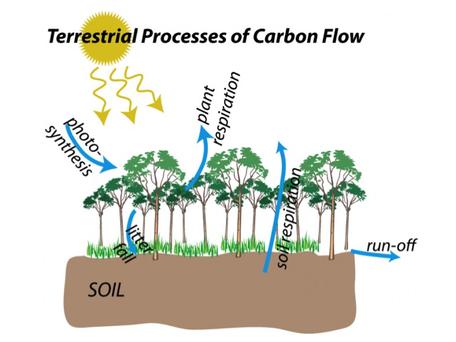 Terrestrial Processes of Carbon Flow
photo-
synthesis
plant
respiration
litter
fall
soil respiration
run-off
SOIL